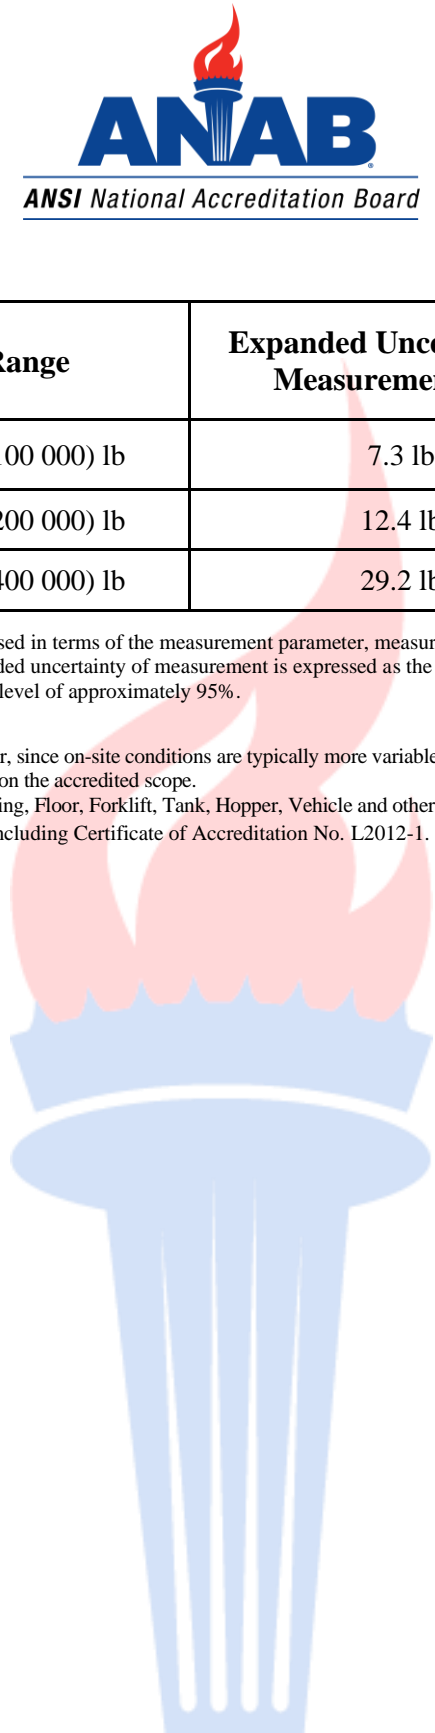 ANAB
ANSI National Accreditation Board
Range
Expanded Unce
Measureme
100 000) lb
7.3 lb
200 000) lb
12.4 lb
400 000) lb
29.2 lb
sed in terms of the measurement parameter, measur
ded uncertainty of measurement is expressed as the
level of approximately 95%.
r, since on-site conditions are typically more variable
on the accredited scope.
ing, Floor, Forklift, Tank, Hopper, Vehicle and other
ncluding Certificate of Accreditation No. L2012-1.